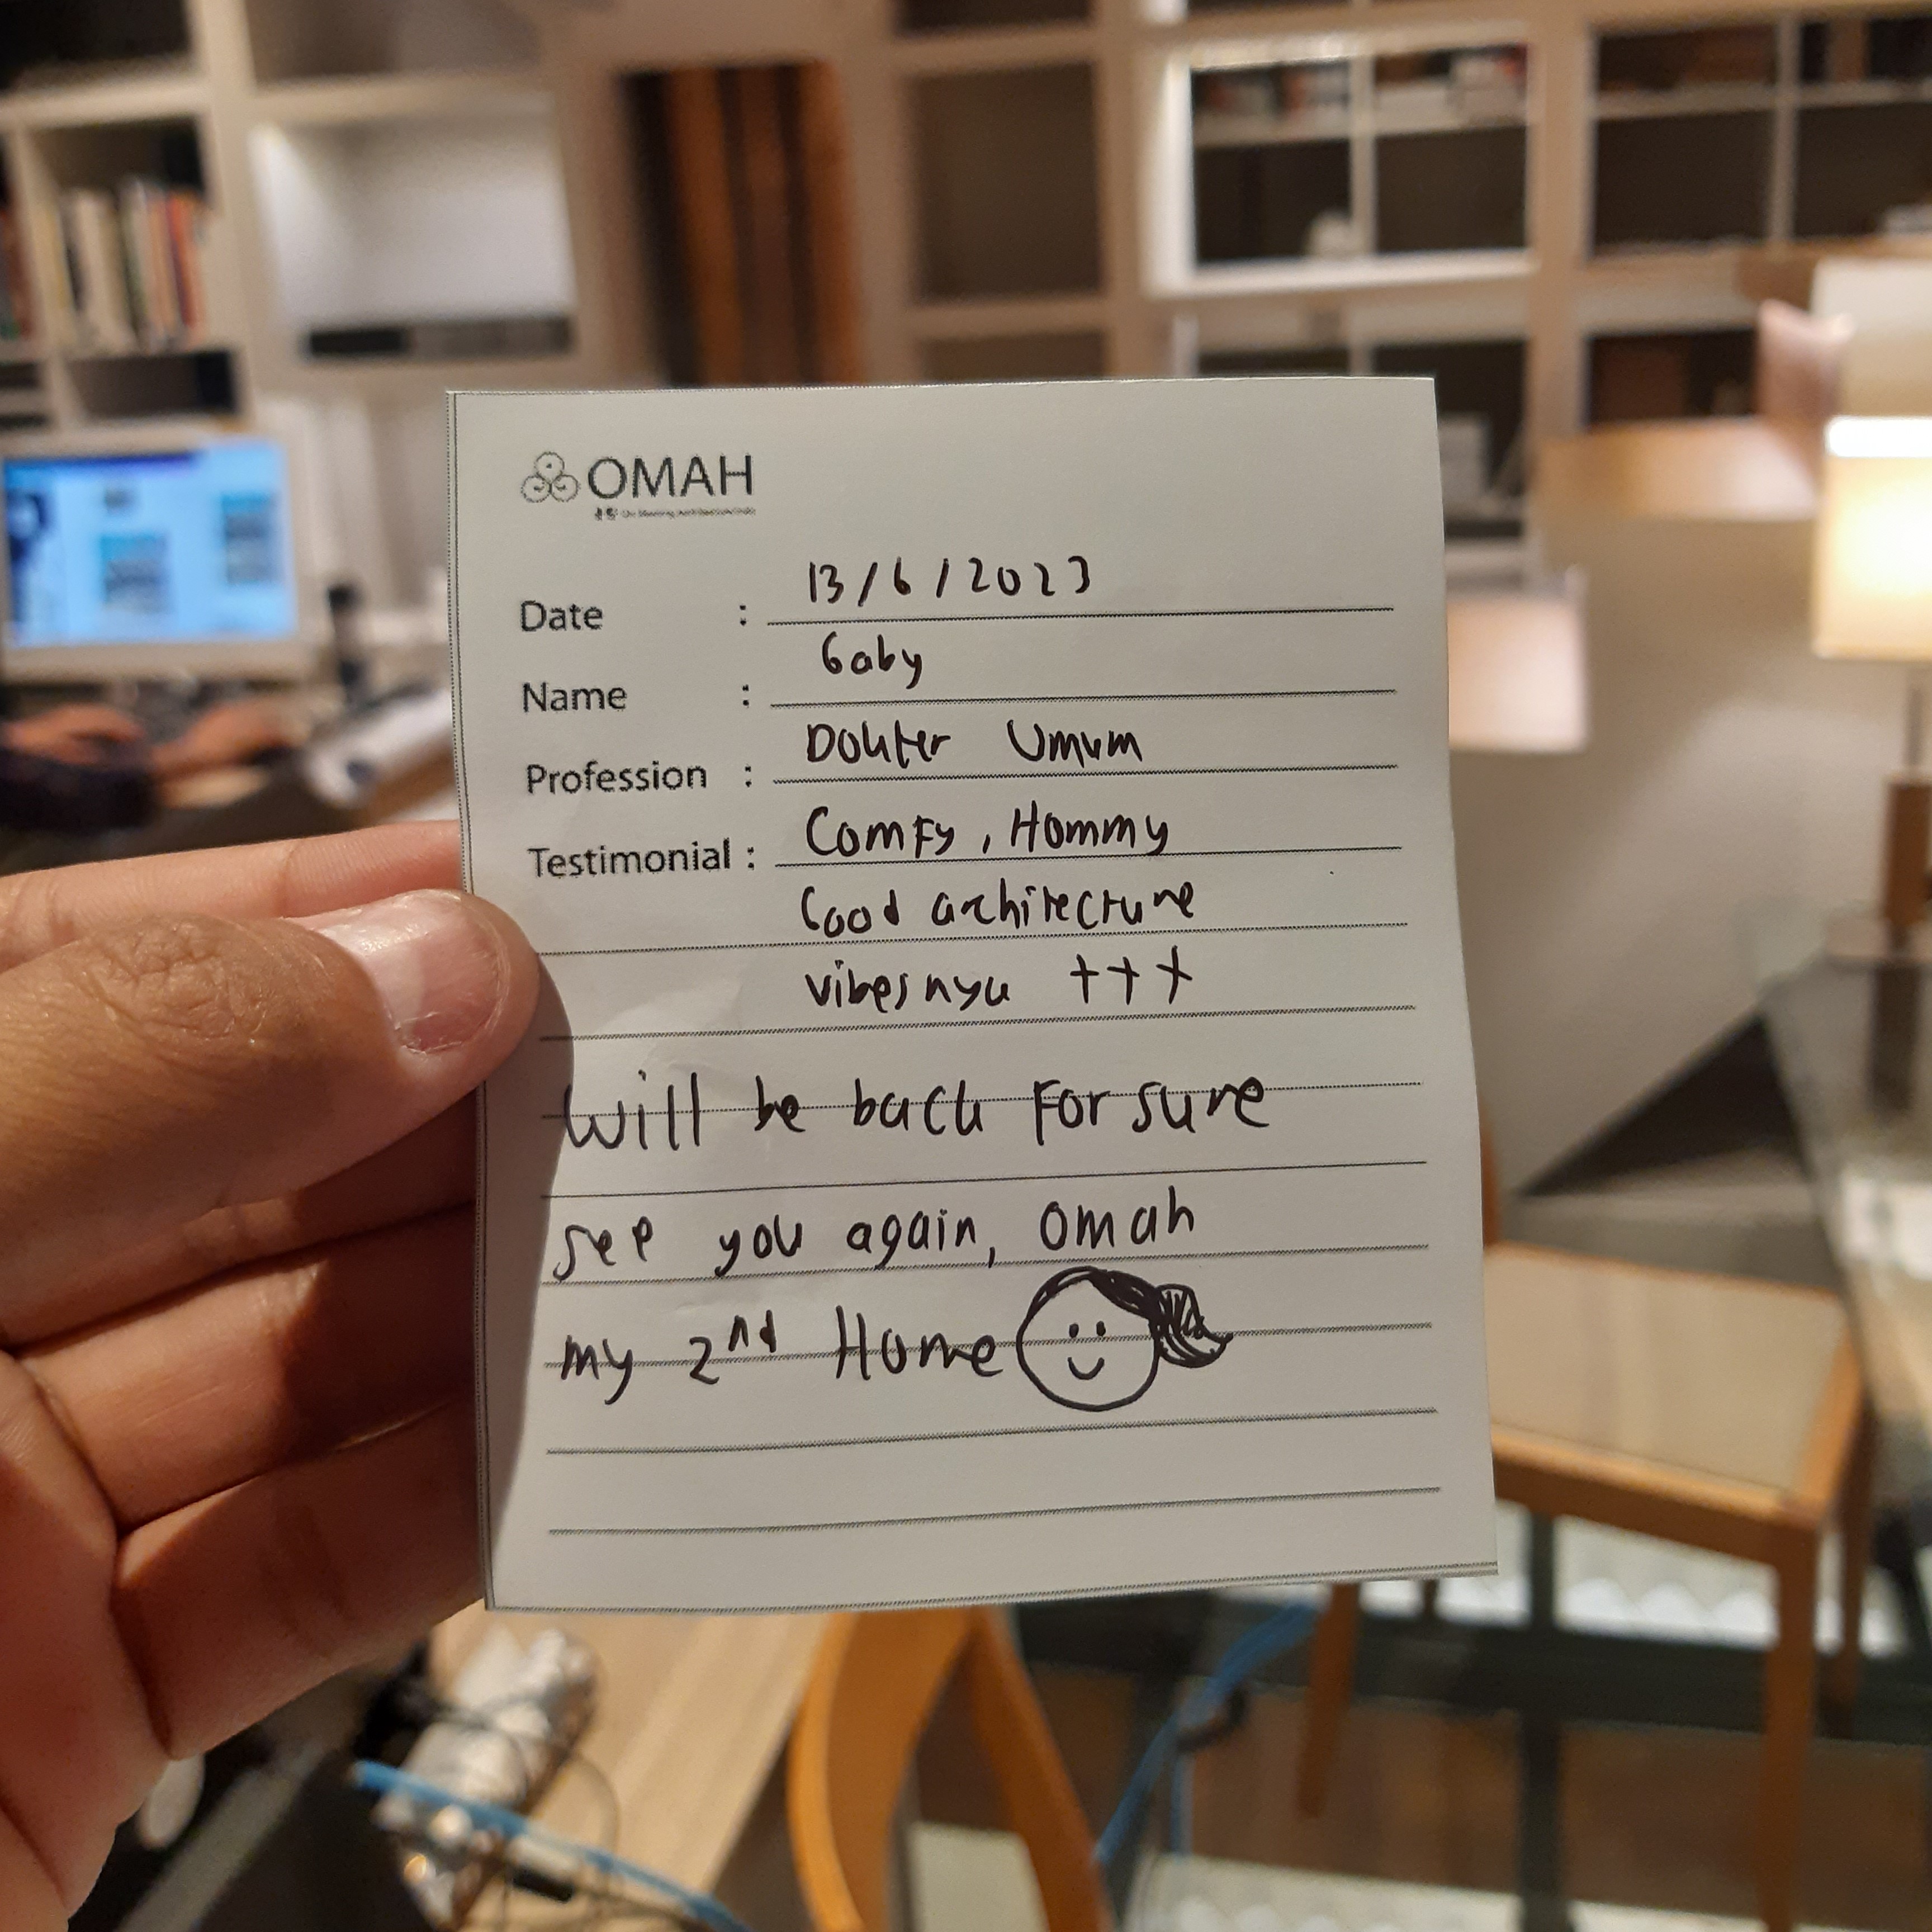 OMAH
Date : 13/6/2023
Name : Gaby
Profession : Dokter Umum
Testimonial : Comfy, Hommy
Good architecture
vibesnya +++
Will be back for sure
see you again, Omah
my 2nd Home